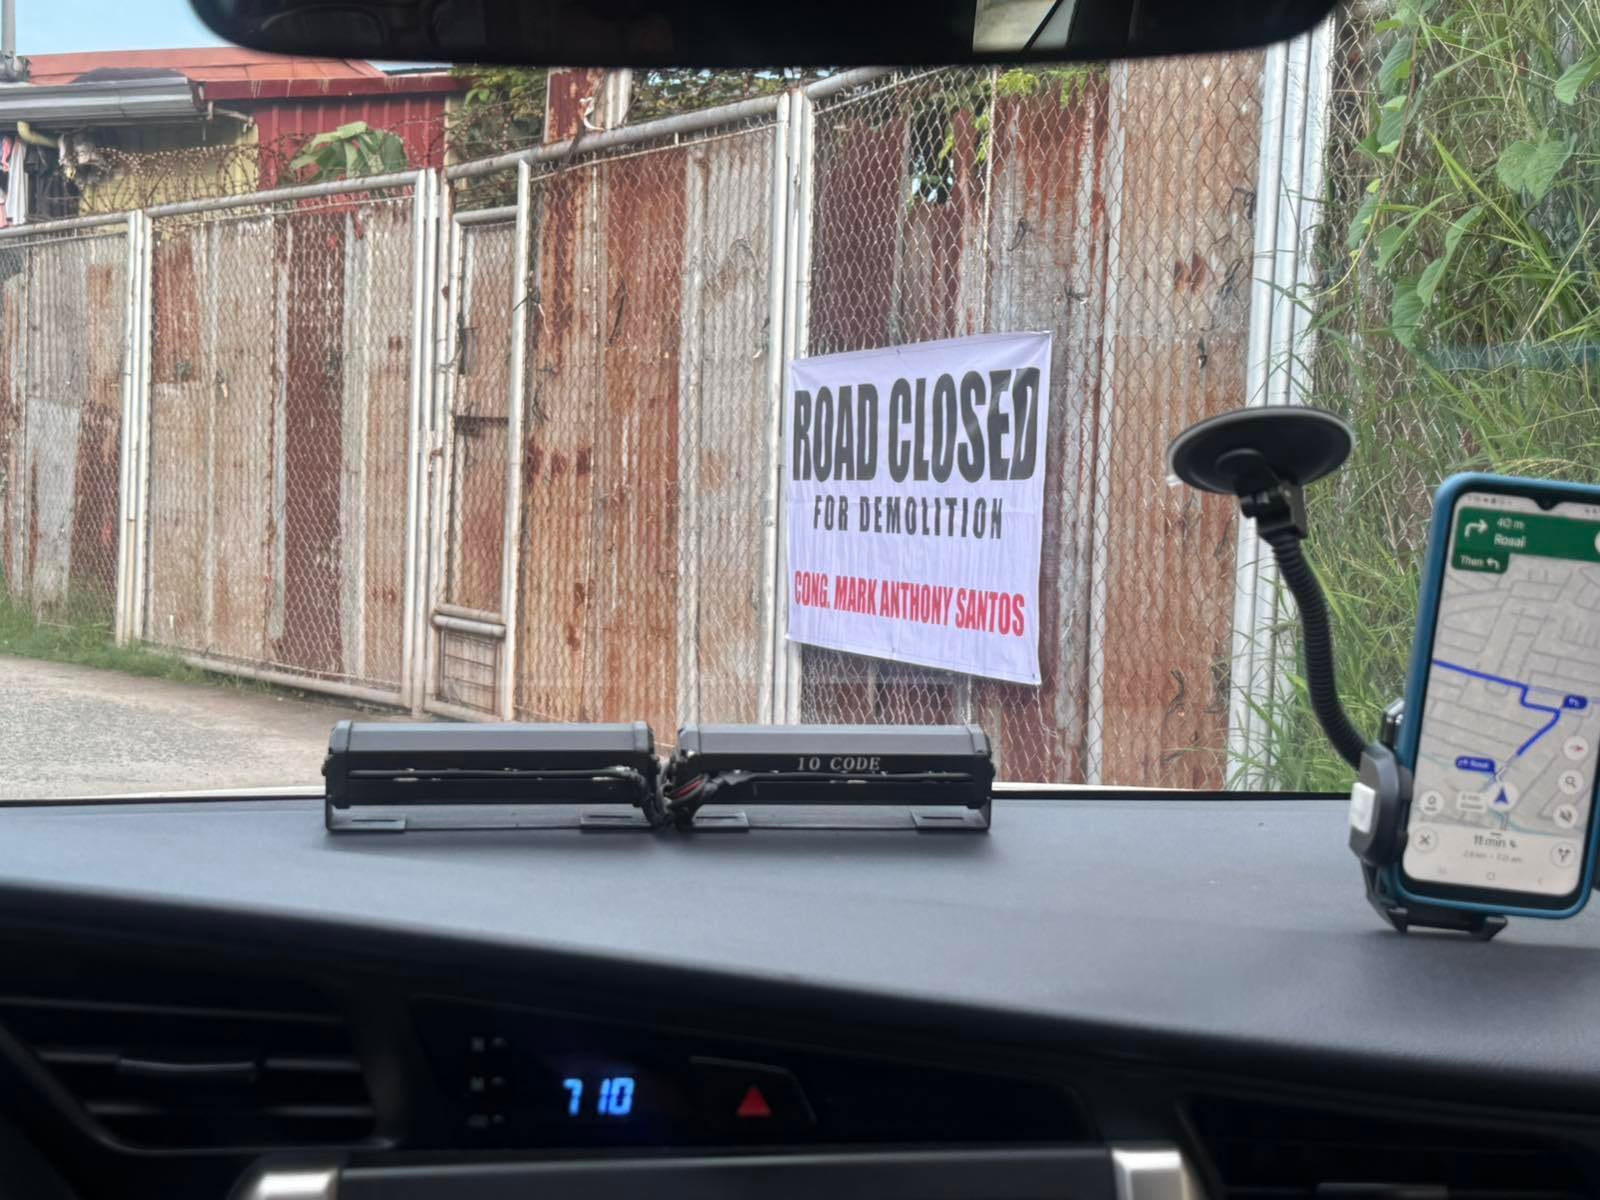 ROAD CLOSED
FOR DEMOLITION
CONG. MARK ANTHONY SANTOS
10 CODE
40 m
Rosal
Then
11 min
7 10